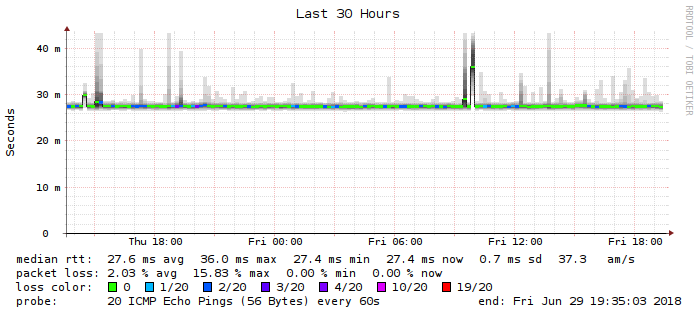 Last 30 Hours
RRDTOOL / TOBI OETIKER
Seconds
40 m
30 m
20 m
10 m
0
Thu 18:00 Fri 00:00 Fri 06:00 Fri 12:00 Fri 18:00
median rtt: 27.6 ms avg 36.0 ms max 27.4 ms min 27.4 ms now 0.7 ms sd 37.3 am/s
packet loss: 2.03 % avg 15.83 % max 0.00 % min 0.00 % now
loss color: 0 1/20 2/20 3/20 4/20 10/20 19/20
probe: 20 ICMP Echo Pings (56 Bytes) every 60s end: Fri Jun 29 19:35:03 2018